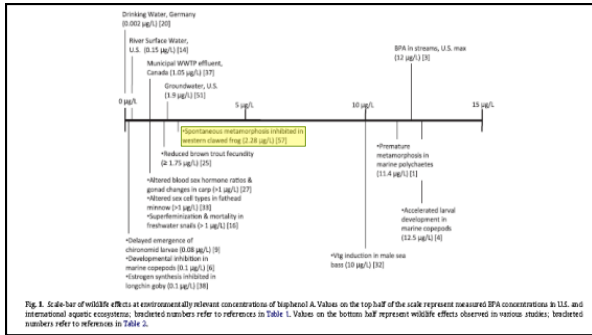 Drinking Water, Germany
(0.002 µg/L) [20]
River Surface Water,
U.S. (0.15 µg/L) [14]
Municipal WWTP effluent,
Canada (1.05 µg/L) [37]
Groundwater, U.S.
(1.9 µg/L) [51]
BPA in streams, U.S. max
(12 µg/L) [3]
0 µg/L
5 µg/L
10 µg/L
15 µg/L
•Spontaneous metamorphosis inhibited in
western clawed frog (2.28 µg/L) [57]
•Reduced brown trout fecundity
(≥ 1.75 µg/L) [25]
•Altered blood sex hormone ratios &
gonad changes in carp (>1 µg/L) [27]
•Altered sex cell types in fathead
minnow (>1 µg/L) [33]
•Superfeminization & mortality in
freshwater snails (> 1 µg/L) [16]
•Delayed emergence of
chironomid larvae (0.08 µg/L) [9]
•Developmental inhibition in
marine copepods (0.1 µg/L) [6]
•Estrogen synthesis inhibited in
longchin goby (0.1 µg/L) [38]
•Vtg induction in male sea
bass (10 µg/L) [32]
•Premature
metamorphosis in
marine polychaetes
(11.4 µg/L) [1]
•Accelerated larval
development in
marine copepods
(12.5 µg/L) [4]
Fig. 1. Scale-bar of wildlife effects at environmentally relevant concentrations of bisphenol A. Values on the top half of the scale represent measured BPA concentrations in U.S. and
international aquatic ecosystems; bracketed numbers refer to references in Table 1. Values on the bottom half represent wildlife effects observed in various studies; bracketed
numbers refer to references in Table 2.